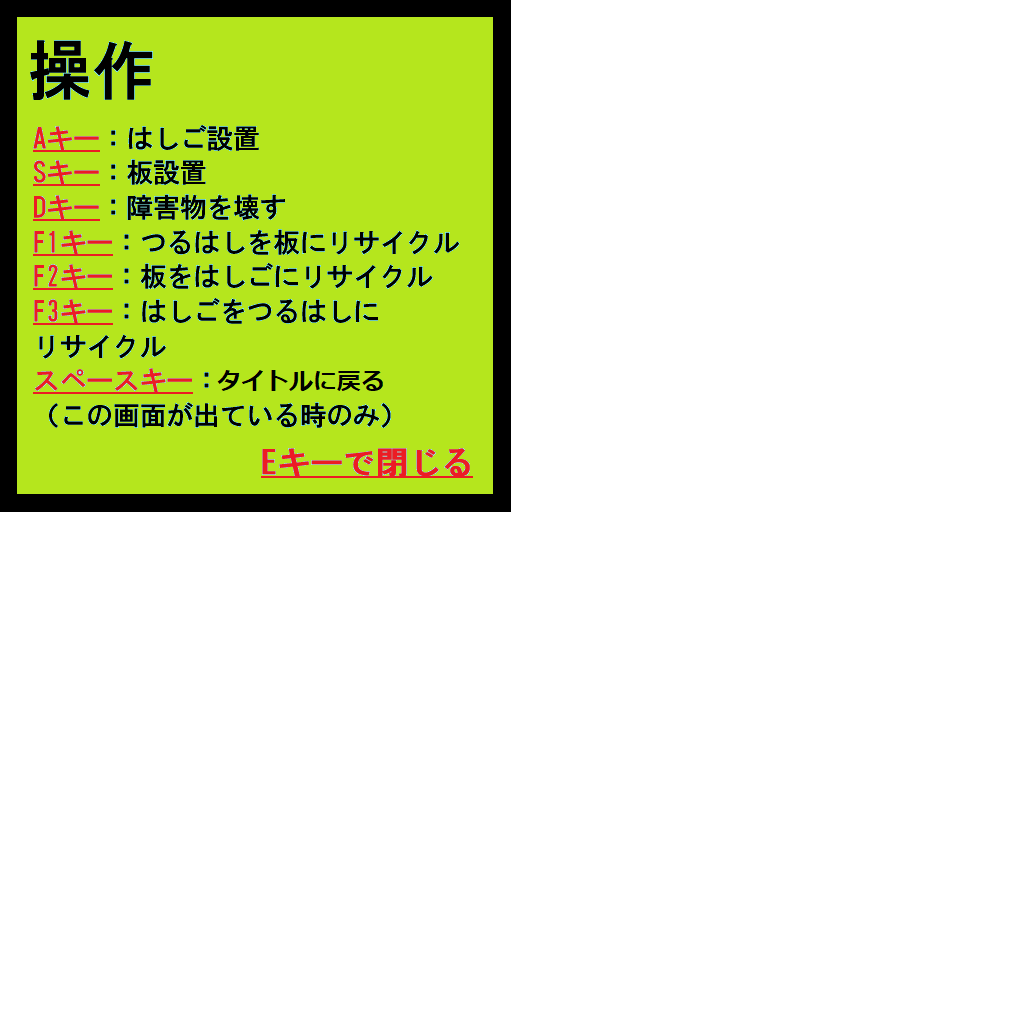 操作
Aキー：はしご設置
Sキー：板設置
Dキー：障害物を壊す
F1キー：つるはしを板にリサイクル
F2キー：板をはしごにリサイクル
F3キー：はしごをつるはしに
リサイクル
スペースキー：タイトルに戻る
（この画面が出ている時のみ）
Eキーで閉じる